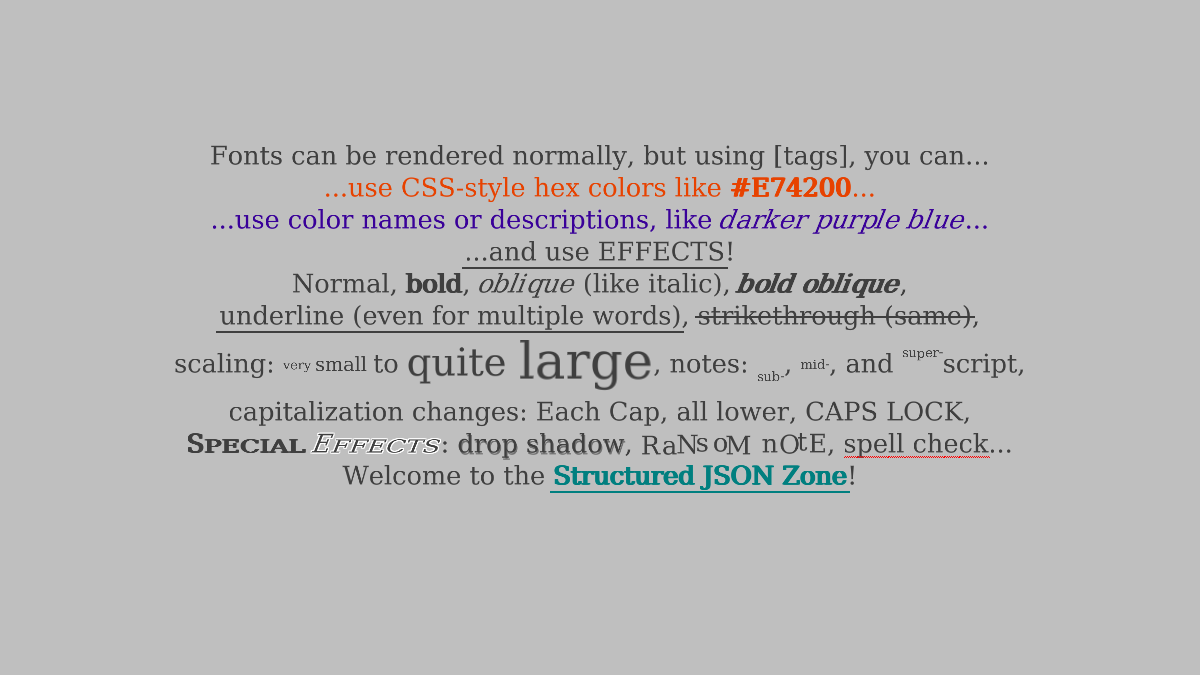 Fonts can be rendered normally, but using [tags], you can…
…use CSS-style hex colors like #E74200…
…use color names or descriptions, like darker purple blue…
…and use EFFECTS!
Normal, bold, oblique (like italic), bold oblique,
underline (even for multiple words), strikethrough (same),
scaling: very small to quite large, notes: sub-, mid-, and super-script,
capitalization changes: Each Cap, all lower, CAPS LOCK,
Special Effects: drop shadow, RaNsoM nOtE, spell check…
Welcome to the Structured JSON Zone!